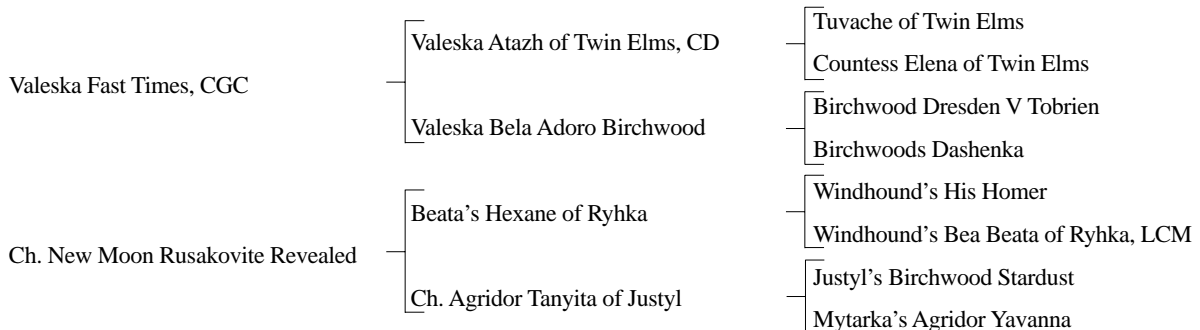 Tuvache of Twin Elms
Valeska Atazh of Twin Elms, CD
Countess Elena of Twin Elms
Valeska Fast Times, CGC
Birchwood Dresden V Tobrien
Valeska Bela Adoro Birchwood
Birchwoods Dashenka
Windhound’s His Homer
Beata’s Hexane of Ryhka
Windhound’s Bea Beata of Ryhka, LCM
Ch. New Moon Rusakovite Revealed
Justyl’s Birchwood Stardust
Ch. Agridor Tanyita of Justyl
Mytarka’s Agridor Yavanna